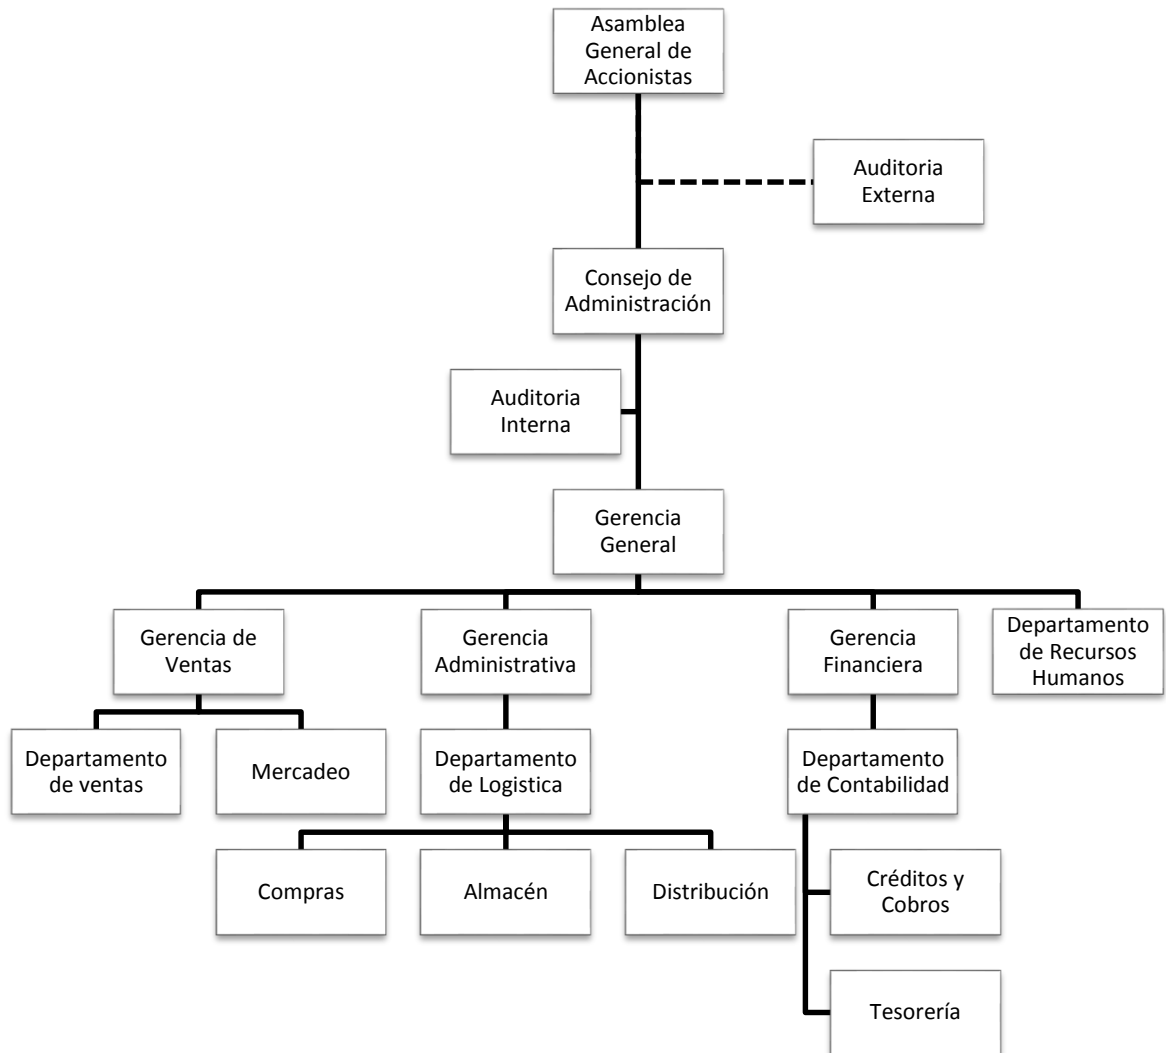 Asamblea
General de
Accionistas
Auditoria
Externa
Consejo de
Administración
Auditoria
Interna
Gerencia
General
Gerencia de
Ventas
Gerencia
Administrativa
Gerencia
Financiera
Departamento
de Recursos
Humanos
Departamento
de ventas
Mercadeo
Departamento
de Logistica
Departamento
de Contabilidad
Compras
Almacén
Distribución
Créditos y
Cobros
Tesorería